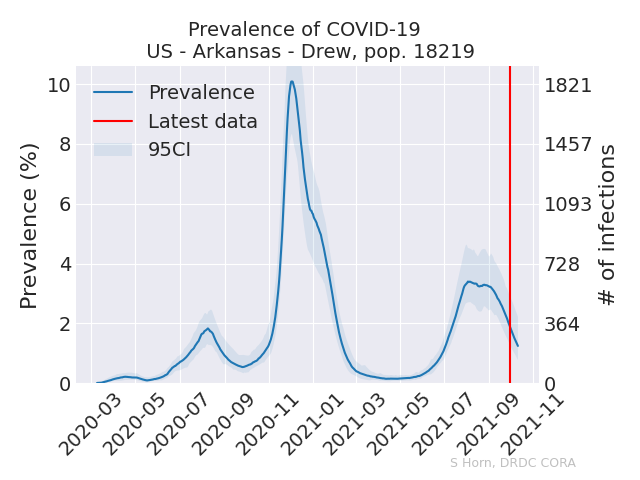 Prevalence of COVID-19
US - Arkansas - Drew, pop. 18219
Prevalence
Latest data
95CI
Prevalence (%)
10
8
6
4
2
0
1821
1457
1093
728
364
0
# of infections
2020-03
2020-05
2020-07
2020-09
2020-11
2021-01
2021-03
2021-05
2021-07
2021-09
2021-11
S Horn, DRDC CORA